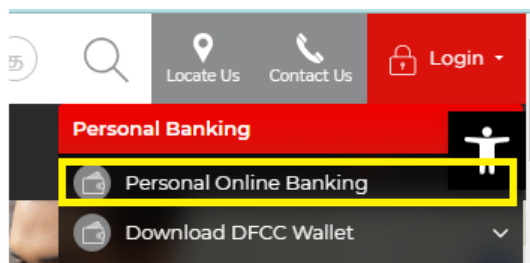 த
Locate Us
Contact Us
Login
Personal Banking
Personal Online Banking
Download DFCC Wallet